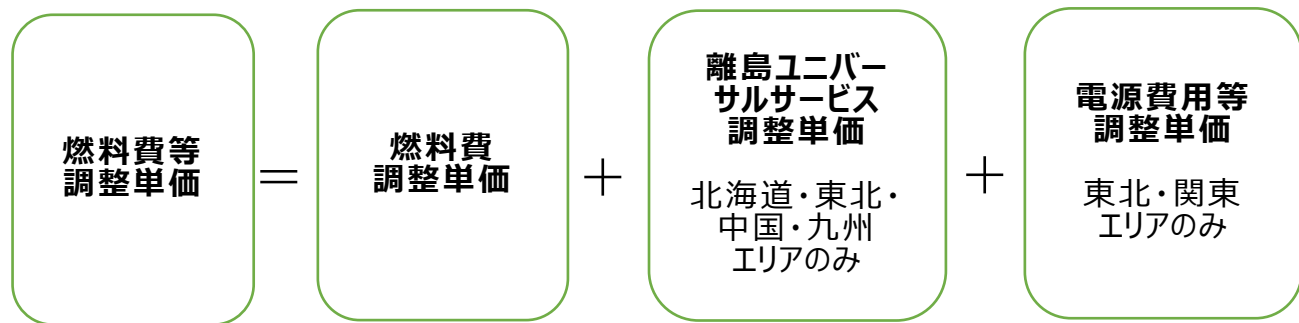 燃料費等
調整単価
＝
燃料費
調整単価
＋
離島ユニバー
サルサービス
調整単価
北海道・東北・
中国・九州
エリアのみ
＋
電源費用等
調整単価
東北・関東
エリアのみ